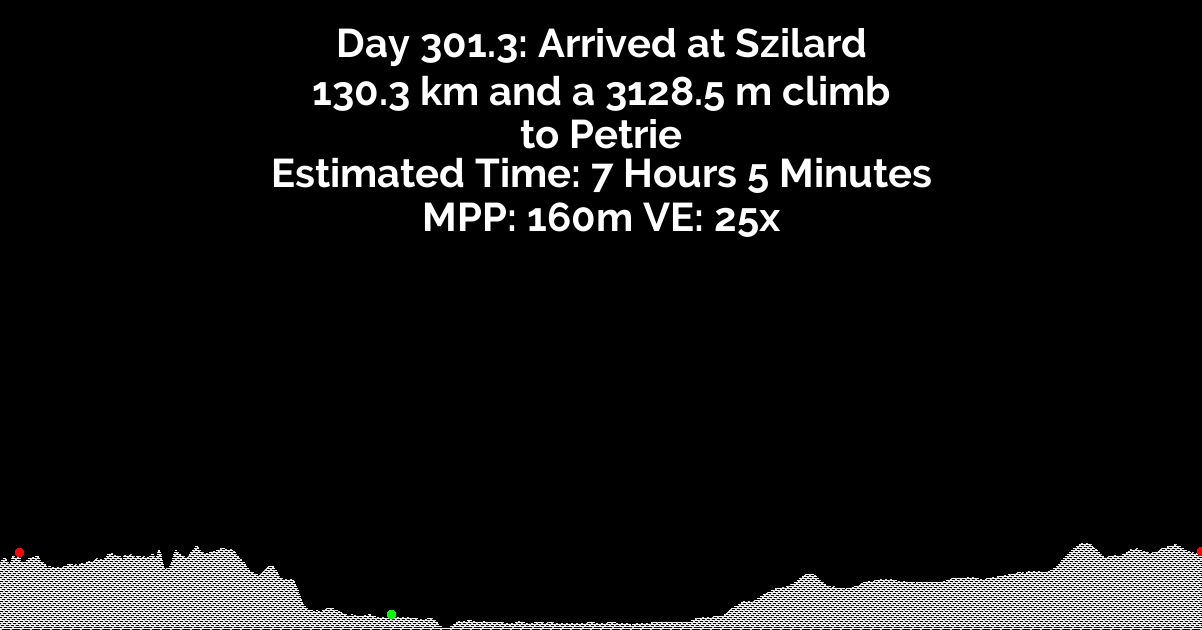 Day 301.3: Arrived at Szilard
130.3 km and a 3128.5 m climb
to Petrie
Estimated Time: 7 Hours 5 Minutes
MPP: 160m VE: 25x